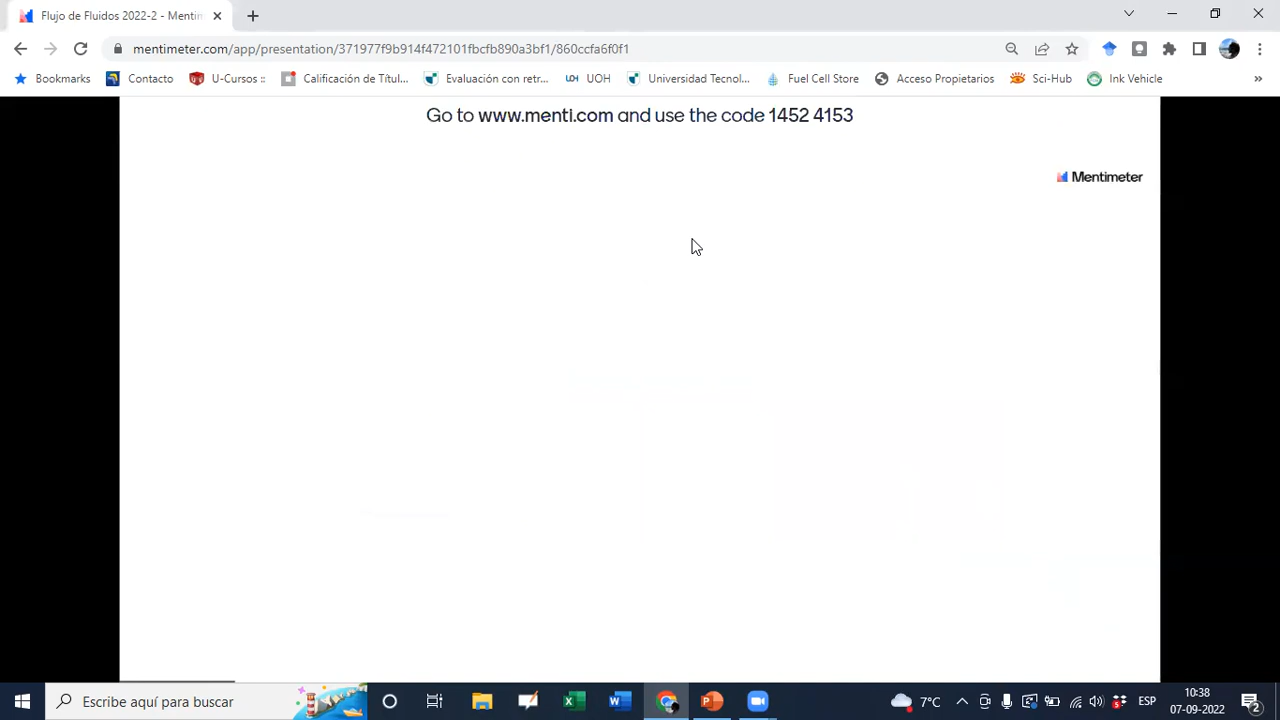 Flujo de Fluidos 2022-2 - Mentim
mentimeter.com/app/presentation/371977f9b914f472101fbcfb890a3bf1/860ccfa6f0f1
Bookmarks Contacto U-Cursos :: Calificación de Títul... Evaluación con retr... UOH UOH Universidad Tecnol... Fuel Cell Store Acceso Propietarios Sci-Hub Ink Vehicle »
Go to www.menti.com and use the code 1452 4153
Mentimeter
Escribe aquí para buscar
7°C
ESP
10:38
07-09-2022
2